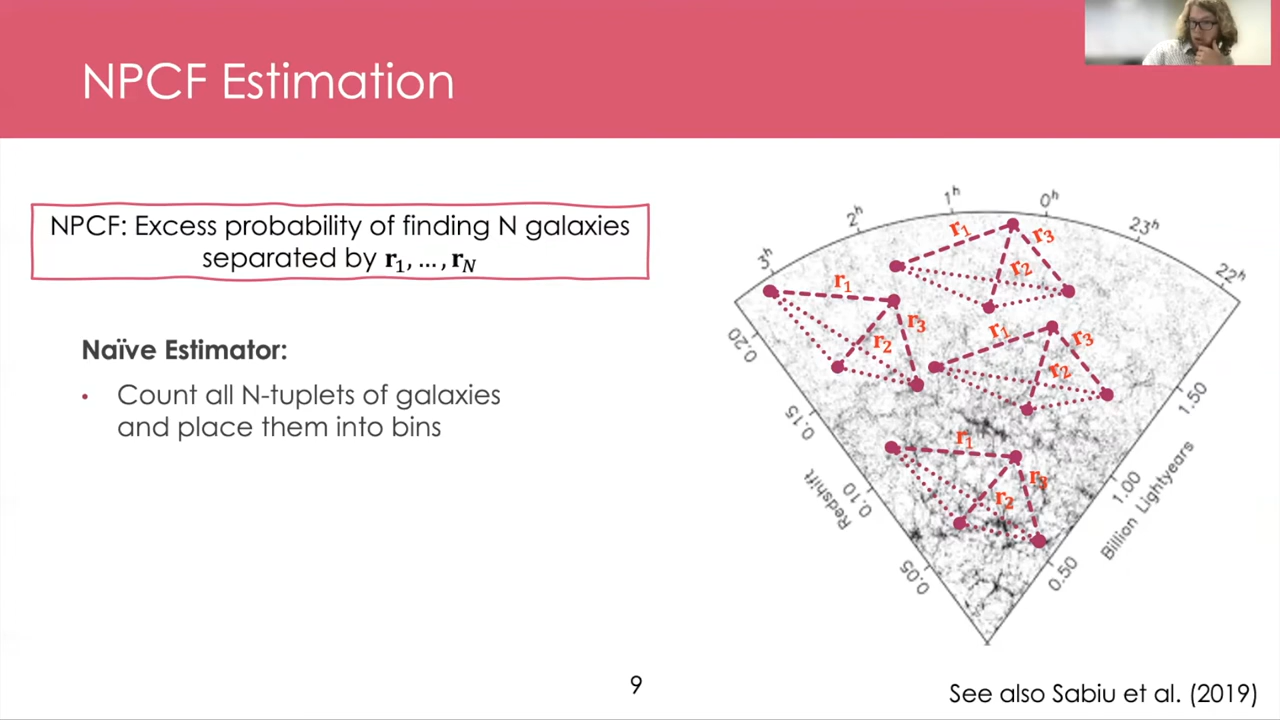 NPCF Estimation
NPCF: Excess probability of finding N galaxies
separated by r₁, ..., r_N
Naïve Estimator:
• Count all N-tuplets of galaxies
and place them into bins
3ʰ
2ʰ
1ʰ
0ʰ
23ʰ
22ʰ
r₁
r₂
r₃
r₁
r₂
r₃
r₁
r₂
r₃
r₁
r₂
r₃
0.20
0.15
0.10
0.05
Redshift
1.50
1.00
0.50
Billion Lightyears
9
See also Sabiu et al. (2019)